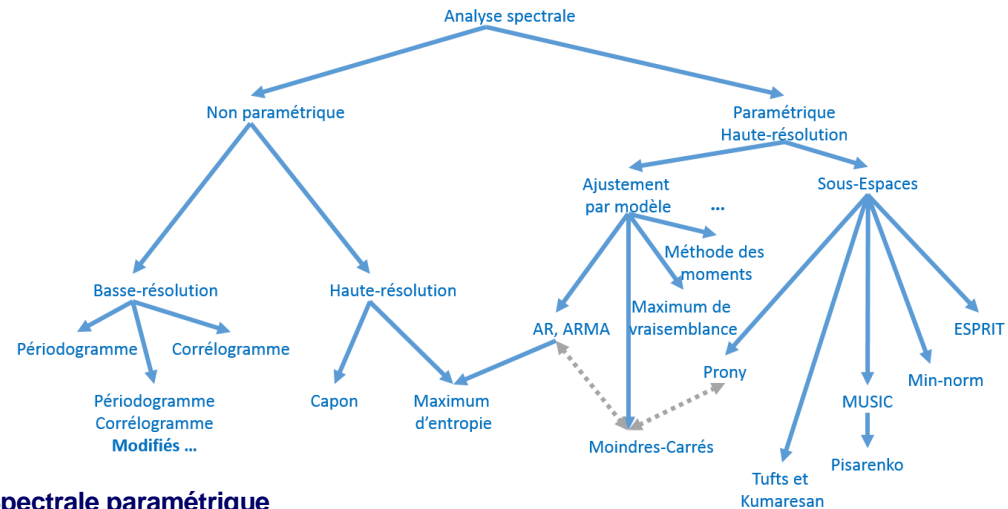 Analyse spectrale
Non paramétrique
Paramétrique
Haute-résolution
Ajustement
par modèle
...
Sous-Espaces
Méthode des
moments
Basse-résolution
Haute-résolution
Maximum de
vraisemblance
AR, ARMA
ESPRIT
Périodogramme
Corrélogramme
Prony
Min-norm
Périodogramme
Corrélogramme
Modifiés ...
Capon
Maximum
d'entropie
MUSIC
Moindres-Carrés
Pisarenko
Tufts et
Kumaresan
spectrale paramétrique